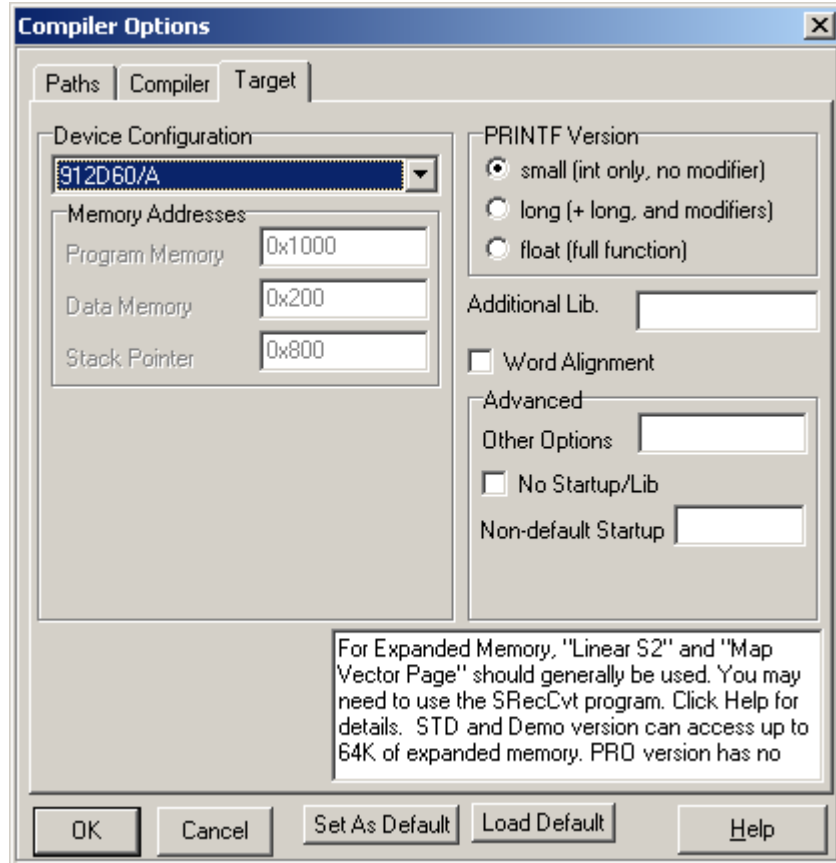 Compiler Options
Paths
Compiler
Target
Device Configuration
912D60/A
Memory Addresses
Program Memory
0x1000
Data Memory
0x200
Stack Pointer
0x800
PRINTF Version
small (int only, no modifier)
long (+ long, and modifiers)
float (full function)
Additional Lib.
Word Alignment
Advanced
Other Options
No Startup/Lib
Non-default Startup
For Expanded Memory, "Linear S2" and "Map
Vector Page" should generally be used. You may
need to use the SRecCvt program. Click Help for
details.  STD and Demo version can access up to
64K of expanded memory. PRO version has no
OK
Cancel
Set As Default
Load Default
Help